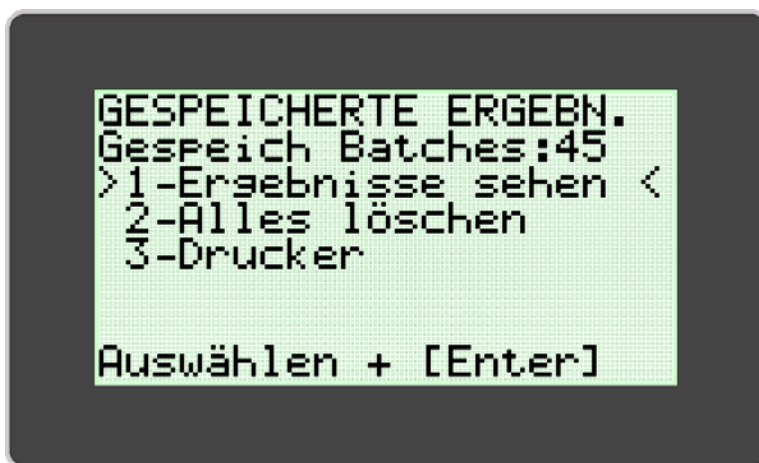 GESPEICHERTE ERGEBN.
Gespeich Batches:45
>1-Ergebnisse sehen <
2-Alles löschen
3-Drucker
Auswählen + [Enter]